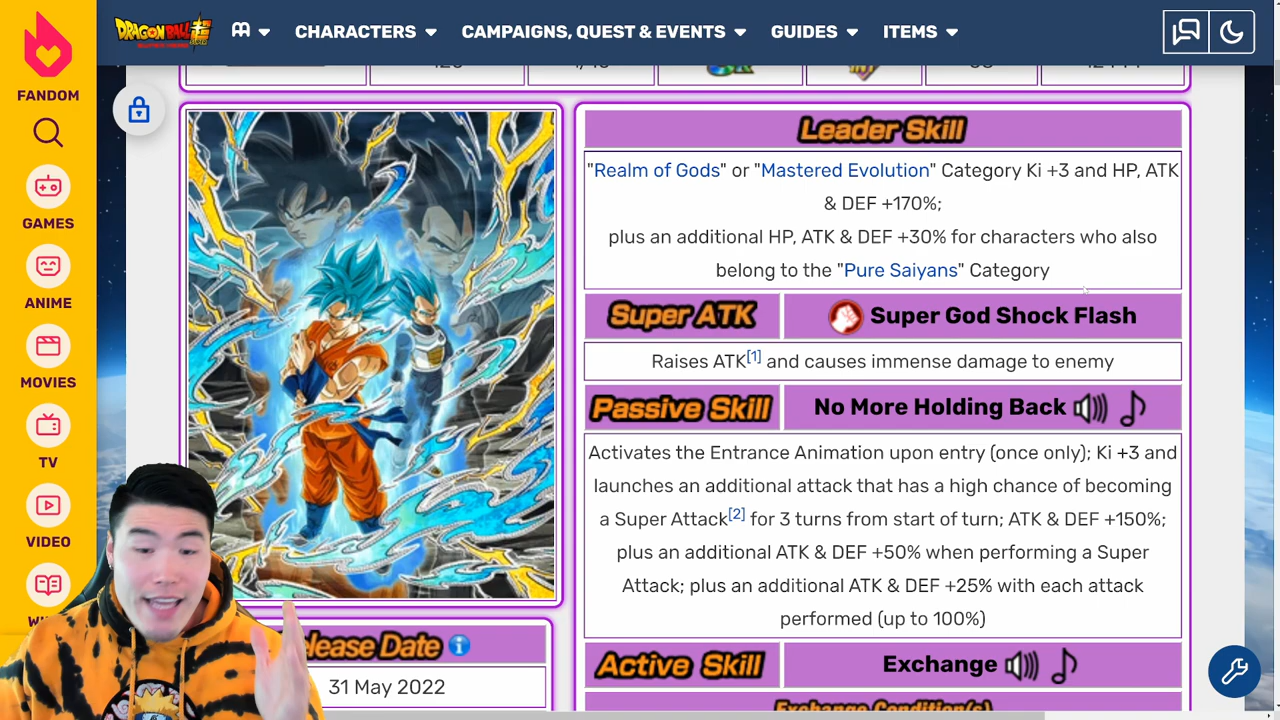 DRAGON BALL
CHARACTERS
CAMPAIGNS, QUEST & EVENTS
GUIDES
ITEMS
FANDOM
GAMES
ANIME
MOVIES
TV
VIDEO
Leader Skill
"Realm of Gods" or "Mastered Evolution" Category Ki +3 and HP, ATK
& DEF +170%;
plus an additional HP, ATK & DEF +30% for characters who also
belong to the "Pure Saiyans" Category
Super ATK
Super God Shock Flash
Raises ATK[1] and causes immense damage to enemy
Passive Skill
No More Holding Back
Activates the Entrance Animation upon entry (once only); Ki +3 and
launches an additional attack that has a high chance of becoming
a Super Attack[2] for 3 turns from start of turn; ATK & DEF +150%;
plus an additional ATK & DEF +50% when performing a Super
Attack; plus an additional ATK & DEF +25% with each attack
performed (up to 100%)
Active Skill
Exchange
Exchange Condition(s)
lease Date
31 May 2022